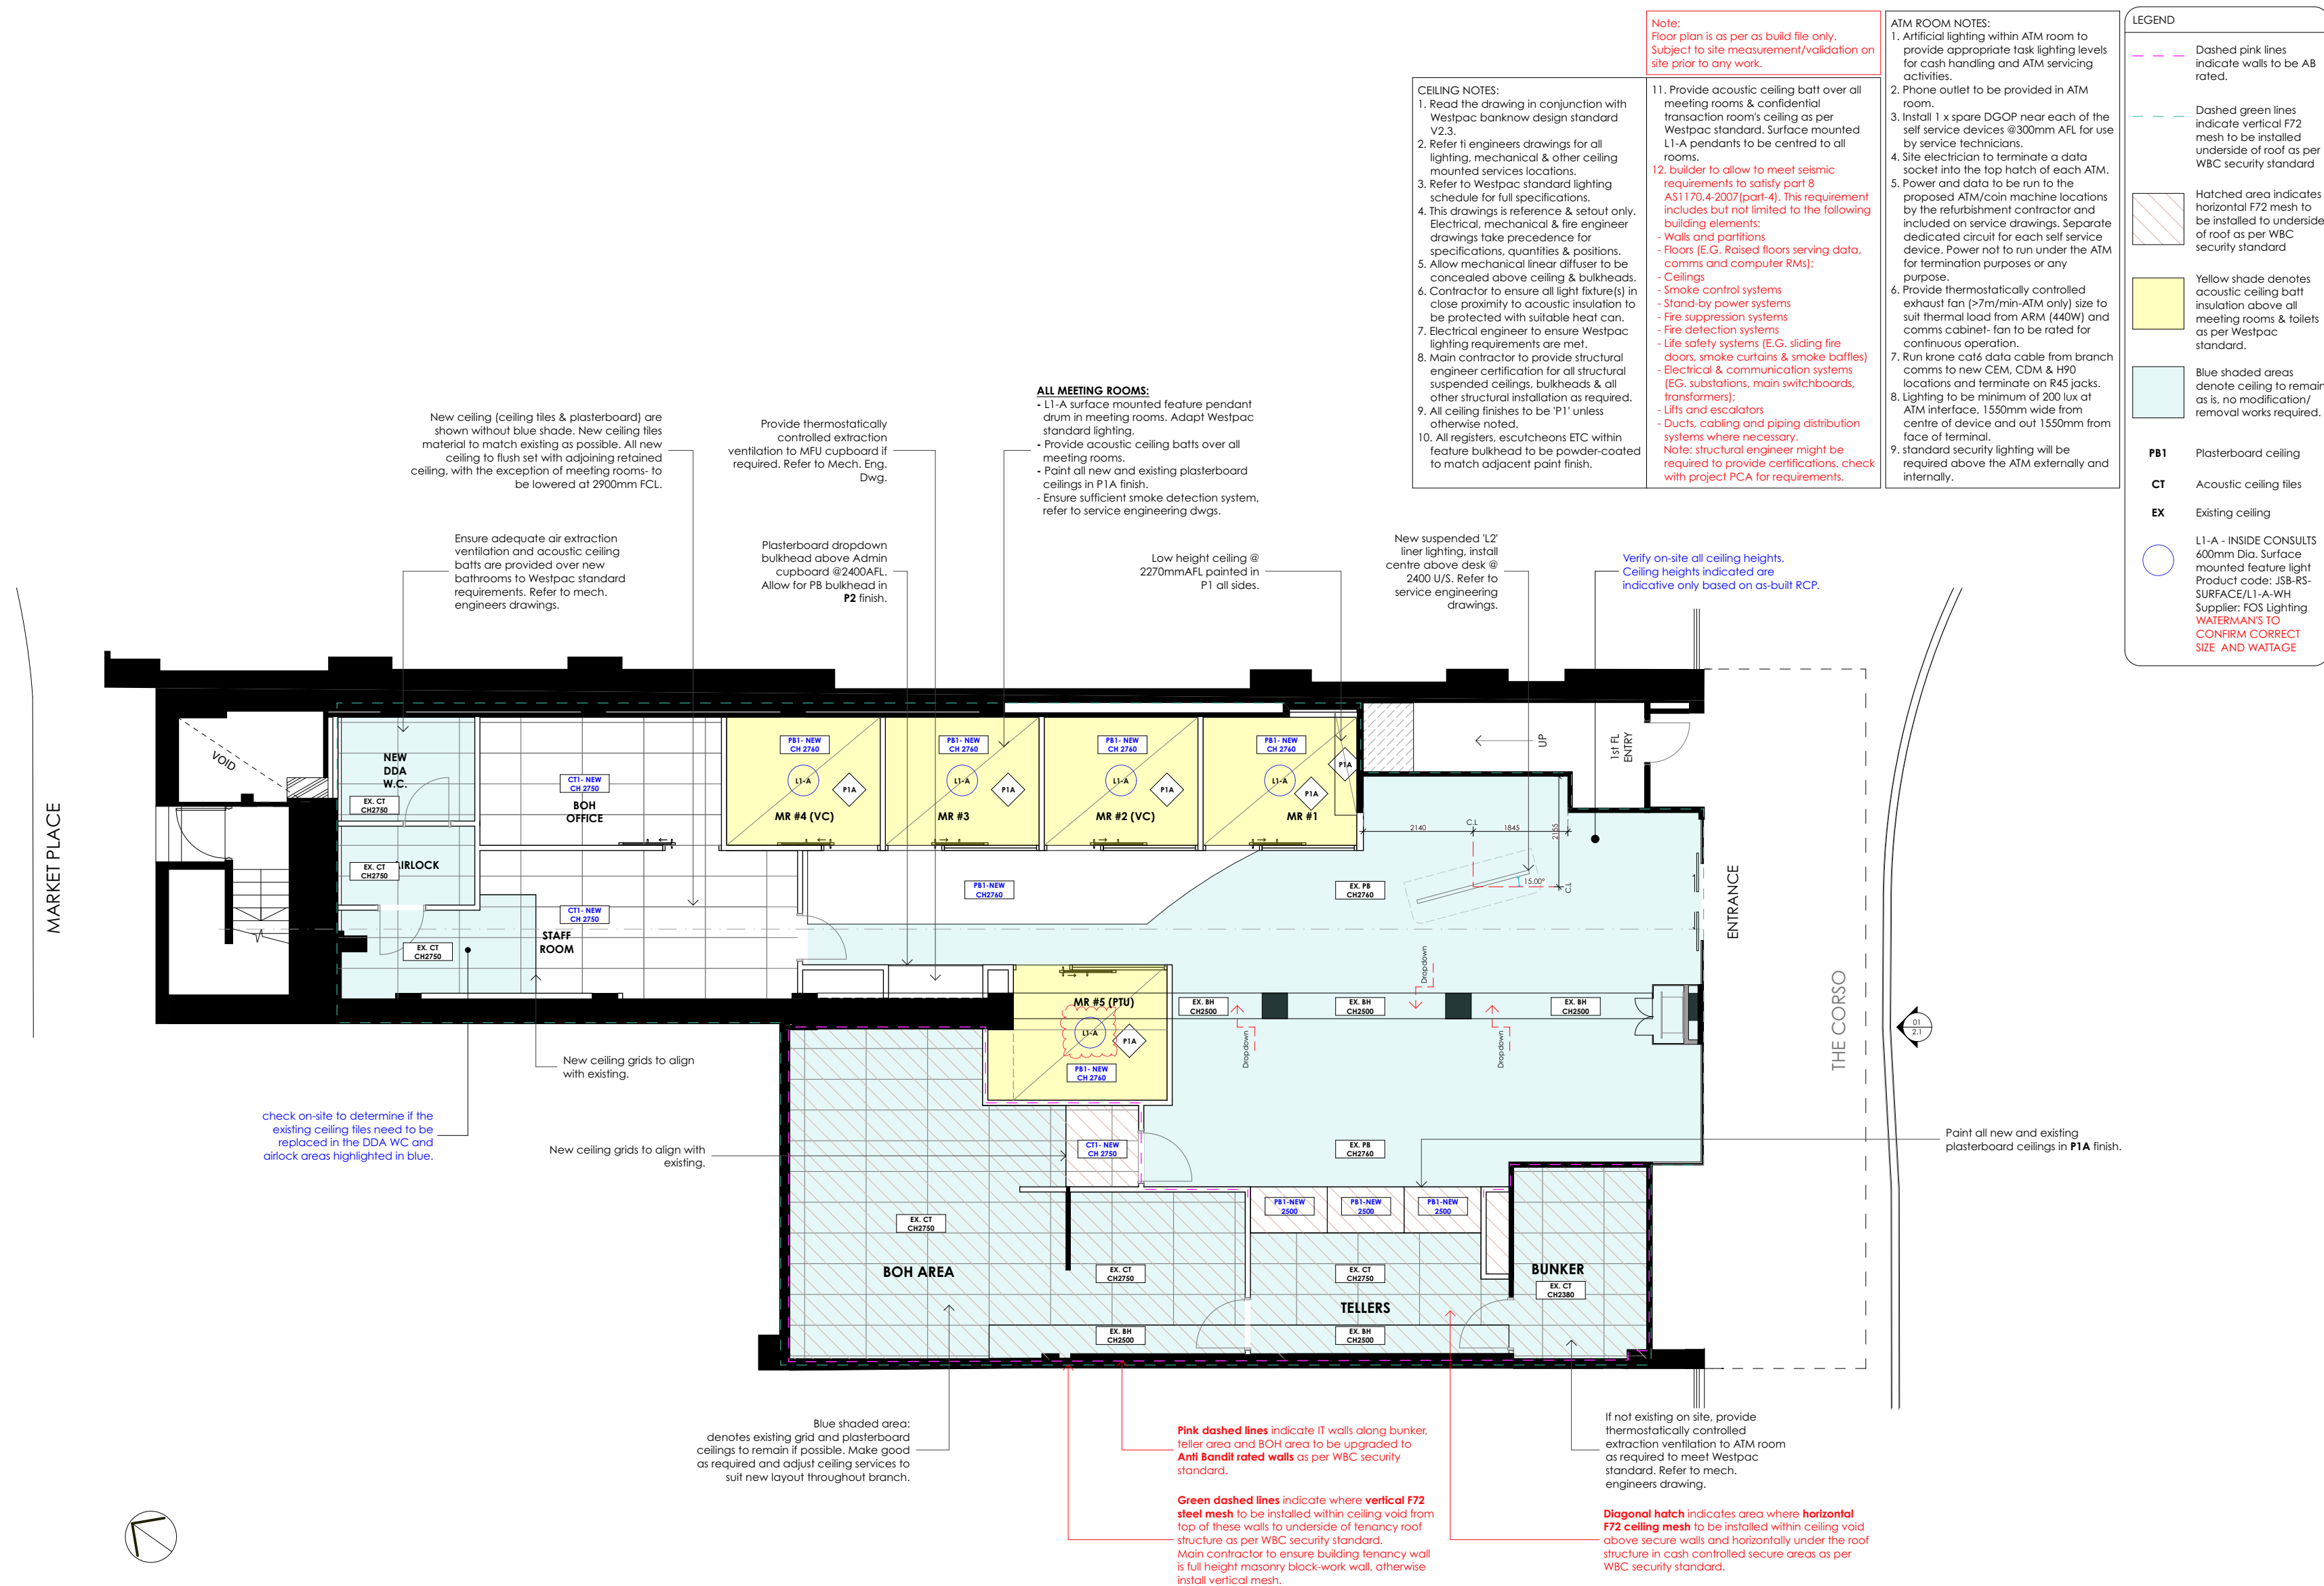 Note:
Floor plan is as per as build file only.
Subject to site measurement/validation on
site prior to any work.
CEILING NOTES:
1. Read the drawing in conjunction with
Westpac banknow design standard
V2.3.
2. Refer ti engineers drawings for all
lighting, mechanical & other ceiling
mounted services locations.
3. Refer to Westpac standard lighting
schedule for full specifications.
4. This drawings is reference & setout only.
Electrical, mechanical & fire engineer
drawings take precedence for
specifications, quantities & positions.
5. Allow mechanical linear diffuser to be
concealed above ceiling & bulkheads.
6. Contractor to ensure all light fixture(s) in
close proximity to acoustic insulation to
be protected with suitable heat can.
7. Electrical engineer to ensure Westpac
lighting requirements are met.
8. Main contractor to provide structural
engineer certification for all structural
suspended ceilings, bulkheads & all
other structural installation as required.
9. All ceiling finishes to be 'P1' unless
otherwise noted.
10. All registers, escutcheons ETC within
feature bulkhead to be powder-coated
to match adjacent paint finish.
11. Provide acoustic ceiling batt over all
meeting rooms & confidential
transaction room's ceiling as per
Westpac standard. Surface mounted
L1-A pendants to be centred to all
rooms.
12. builder to allow to meet seismic
requirements to satisfy part 8
AS1170.4-2007(part-4). This requirement
includes but not limited to the following
building elements:
- Walls and partitions
- Floors (E.G. Raised floors serving data,
comms and computer RMs);
- Ceilings
- Smoke control systems
- Stand-by power systems
- Fire suppression systems
- Fire detection systems
- Life safety systems (E.G. sliding fire
doors, smoke curtains & smoke baffles)
- Electrical & communication systems
(EG. substations, main switchboards,
transformers);
- Lifts and escalators
- Ducts, cabling and piping distribution
systems where necessary.
Note: structural engineer might be
required to provide certifications. check
with project PCA for requirements.
ATM ROOM NOTES:
1. Artificial lighting within ATM room to
provide appropriate task lighting levels
for cash handling and ATM servicing
activities.
2. Phone outlet to be provided in ATM
room.
3. Install 1 x spare DGOP near each of the
self service devices @300mm AFL for use
by service technicians.
4. Site electrician to terminate a data
socket into the top hatch of each ATM.
5. Power and data to be run to the
proposed ATM/coin machine locations
by the refurbishment contractor and
included on service drawings. Separate
dedicated circuit for each self service
device. Power not to run under the ATM
for termination purposes or any
purpose.
6. Provide thermostatically controlled
exhaust fan (>7m/min-ATM only) size to
suit thermal load from ARM (440W) and
comms cabinet- fan to be rated for
continuous operation.
7. Run krone cat6 data cable from branch
comms to new CEM, CDM & H90
locations and terminate on R45 jacks.
8. Lighting to be minimum of 200 lux at
ATM interface, 1550mm wide from
centre of device and out 1550mm from
face of terminal.
9. standard security lighting will be
required above the ATM externally and
internally.
LEGEND
Dashed pink lines
indicate walls to be AB
rated.
Dashed green lines
indicate vertical F72
mesh to be installed
underside of roof as per
WBC security standard
Hatched area indicates
horizontal F72 mesh to
be installed to underside
of roof as per WBC
security standard
Yellow shade denotes
acoustic ceiling batt
insulation above all
meeting rooms & toilets
as per Westpac
standard.
Blue shaded areas
denote ceiling to remain
as is, no modification/
removal works required.
PB1 Plasterboard ceiling
CT Acoustic ceiling tiles
EX Existing ceiling
L1-A - INSIDE CONSULTS
600mm Dia. Surface
mounted feature light
Product code: JSB-RS-
SURFACE/L1-A-WH
Supplier: FOS Lighting
WATERMAN'S TO
CONFIRM CORRECT
SIZE AND WATTAGE
New ceiling (ceiling tiles & plasterboard) are
shown without blue shade. New ceiling tiles
material to match existing as possible. All new
ceiling to flush set with adjoining retained
ceiling, with the exception of meeting rooms- to
be lowered at 2900mm FCL.
Provide thermostatically
controlled extraction
ventilation to MFU cupboard if
required. Refer to Mech. Eng.
Dwg.
ALL MEETING ROOMS:
- L1-A surface mounted feature pendant
drum in meeting rooms. Adapt Westpac
standard lighting.
- Provide acoustic ceiling batts over all
meeting rooms.
- Paint all new and existing plasterboard
ceilings in P1A finish.
- Ensure sufficient smoke detection system,
refer to service engineering dwgs.
Ensure adequate air extraction
ventilation and acoustic ceiling
batts are provided over new
bathrooms to Westpac standard
requirements. Refer to mech.
engineers drawings.
Plasterboard dropdown
bulkhead above Admin
cupboard @2400AFL.
Allow for PB bulkhead in
P2 finish.
Low height ceiling @
2270mmAFL painted in
P1 all sides.
New suspended 'L2'
liner lighting, install
centre above desk @
2400 U/S. Refer to
service engineering
drawings.
Verify on-site all ceiling heights.
Ceiling heights indicated are
indicative only based on as-built RCP.
MARKET PLACE
VOID
NEW
DDA
W.C.
EX. CT
CH2750
CT1- NEW
CH 2750
BOH
OFFICE
PB1- NEW
CH 2760
L1-A
P1A
MR #4 (VC)
PB1- NEW
CH 2760
L1-A
P1A
MR #3
PB1- NEW
CH 2760
L1-A
P1A
MR #2 (VC)
PB1- NEW
CH 2760
L1-A
P1A
P1A
MR #1
UP
1st FL
ENTRY
2140
C.L
1845
2155
15.00°
C.L
EX. CT
CH2750
AIRLOCK
PB1-NEW
CH2760
EX. PB
CH2760
ENTRANCE
CT1- NEW
CH 2750
STAFF
ROOM
EX. CT
CH2750
Dropdown
MR #5 (PTU)
EX. BH
CH2500
EX. BH
CH2500
EX. BH
CH2500
L1-A
P1A
PB1- NEW
CH 2760
Dropdown
Dropdown
THE CORSO
01
2.1
New ceiling grids to align
with existing.
check on-site to determine if the
existing ceiling tiles need to be
replaced in the DDA WC and
airlock areas highlighted in blue.
New ceiling grids to align with
existing.
CT1- NEW
CH 2750
EX. PB
CH2760
Paint all new and existing
plasterboard ceilings in P1A finish.
PB1-NEW
2500
PB1-NEW
2500
PB1-NEW
2500
EX. CT
CH2750
BOH AREA
EX. CT
CH2750
EX. CT
CH2750
BUNKER
EX. CT
CH2380
TELLERS
EX. BH
CH2500
EX. BH
CH2500
Blue shaded area:
denotes existing grid and plasterboard
ceilings to remain if possible. Make good
as required and adjust ceiling services to
suit new layout throughout branch.
Pink dashed lines indicate IT walls along bunker,
teller area and BOH area to be upgraded to
Anti Bandit rated walls as per WBC security
standard.
Green dashed lines indicate where vertical F72
steel mesh to be installed within ceiling void from
top of these walls to underside of tenancy roof
structure as per WBC security standard.
Main contractor to ensure building tenancy wall
is full height masonry block-work wall, otherwise
install vertical mesh.
If not existing on site, provide
thermostatically controlled
extraction ventilation to ATM room
as required to meet Westpac
standard. Refer to mech.
engineers drawing.
Diagonal hatch indicates area where horizontal
F72 ceiling mesh to be installed within ceiling void
above secure walls and horizontally under the roof
structure in cash controlled secure areas as per
WBC security standard.